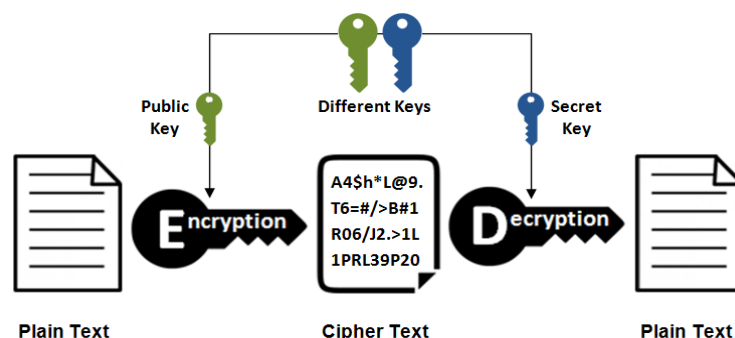 Public
Key
Different Keys
Secret
Key
Encryption
A4$h*L@9.
T6=#/>B#1
R06/J2.>1L
1PRL39P20
Decryption
Plain Text
Cipher Text
Plain Text